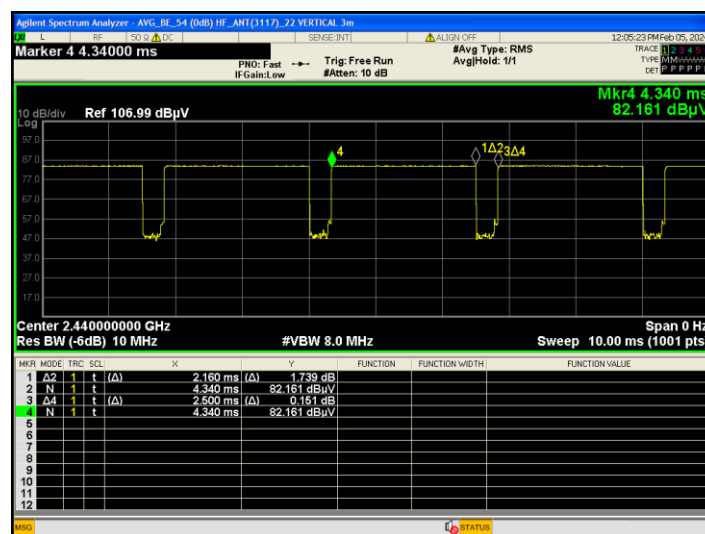 Agilent Spectrum Analyzer - AVG_BE_54 (0dB) HF_ANT(3117)_22 VERTICAL 3m
L RF 50 Ω DC SENSE:INT ALIGN OFF 12:05:23 PM Feb 05, 202
Marker 4 4.34000 ms
PNO: Fast
IFGain:Low
Trig: Free Run
#Atten: 10 dB
#Avg Type: RMS
Avg|Hold: 1/1
TRACE 1 2 3 4 5
TYPE MMWWWW
DET P P P P P
Mkr4 4.340 ms
82.161 dBµV
10 dB/div Ref 106.99 dBµV
Log
97.0
87.0
77.0
67.0
57.0
47.0
37.0
27.0
17.0
4
1Δ2
3Δ4
Center 2.440000000 GHz Span 0 Hz
Res BW (-6dB) 10 MHz #VBW 8.0 MHz Sweep 10.00 ms (1001 pts
MKR MODE TRC SCL X Y FUNCTION FUNCTION WIDTH FUNCTION VALUE
1 Δ2 1 t (Δ) 2.160 ms (Δ) 1.739 dB
2 N 1 t 4.340 ms 82.161 dBµV
3 Δ4 1 t (Δ) 2.500 ms (Δ) 0.151 dB
4 N 1 t 4.340 ms 82.161 dBµV
5
6
7
8
9
10
11
12
MSG STATUS